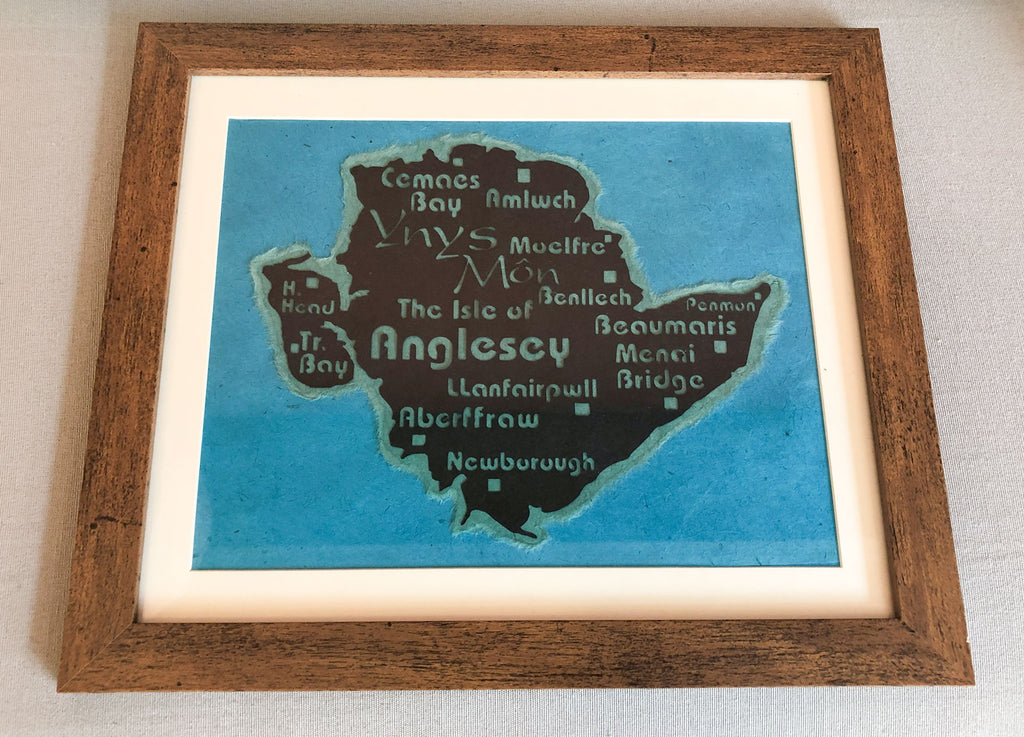 Cemaes
Bay
Amlwch
Ynys
Môn
Moelfre
Benllech
H.
Head
The Isle of
Anglesey
Penmon
Beaumaris
Tr.
Bay
Menai
Bridge
LLanfairpwll
Aberffraw
Newborough